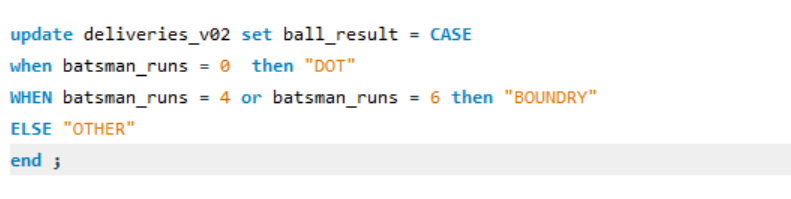 update deliveries_v02 set ball_result = CASE
when batsman_runs = 0  then "DOT"
WHEN batsman_runs = 4 or batsman_runs = 6 then "BOUNDRY"
ELSE "OTHER"
end ;